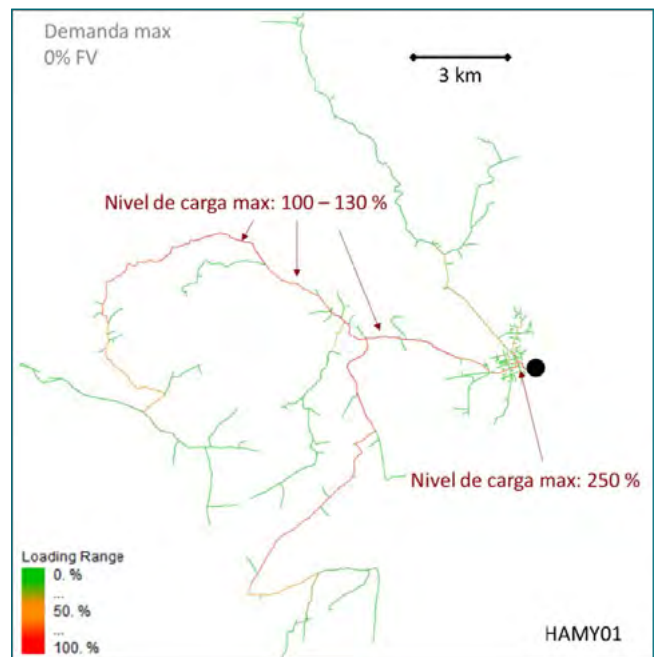 Demanda max
0% FV
3 km
Nivel de carga max: 100 – 130 %
Nivel de carga max: 250 %
Loading Range
0. %
...
50. %
...
100. %
HAMY01